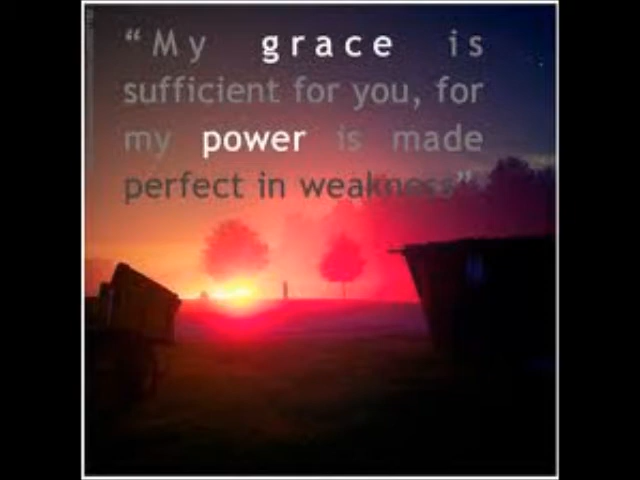 “My grace is
sufficient for you, for
my power is made
perfect in weakness”